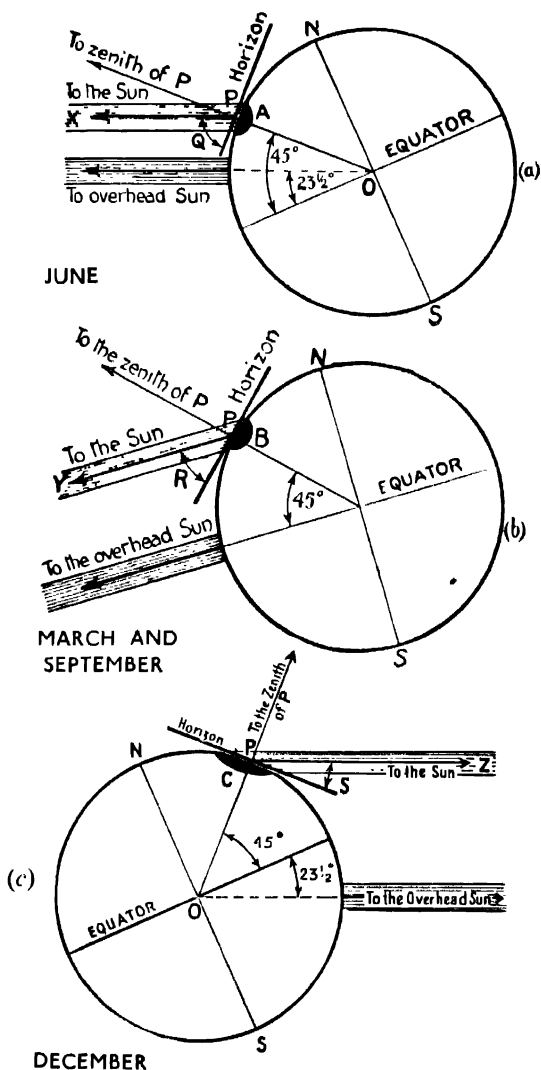 N
Horizon
To zenith of P
To the Sun
P
A
X
Q
45°
EQUATOR
23½°
O
(a)
To overhead Sun
S
JUNE
N
Horizon
To the zenith of P
P
B
To the Sun
Y
R
45°
EQUATOR
(b)
To the overhead Sun
S
MARCH AND
SEPTEMBER
To the Zenith
of P
Horizon
P
N
C
Z
To the Sun
S
45°
(c)
23½°
EQUATOR
O
To the Overhead Sun
S
DECEMBER